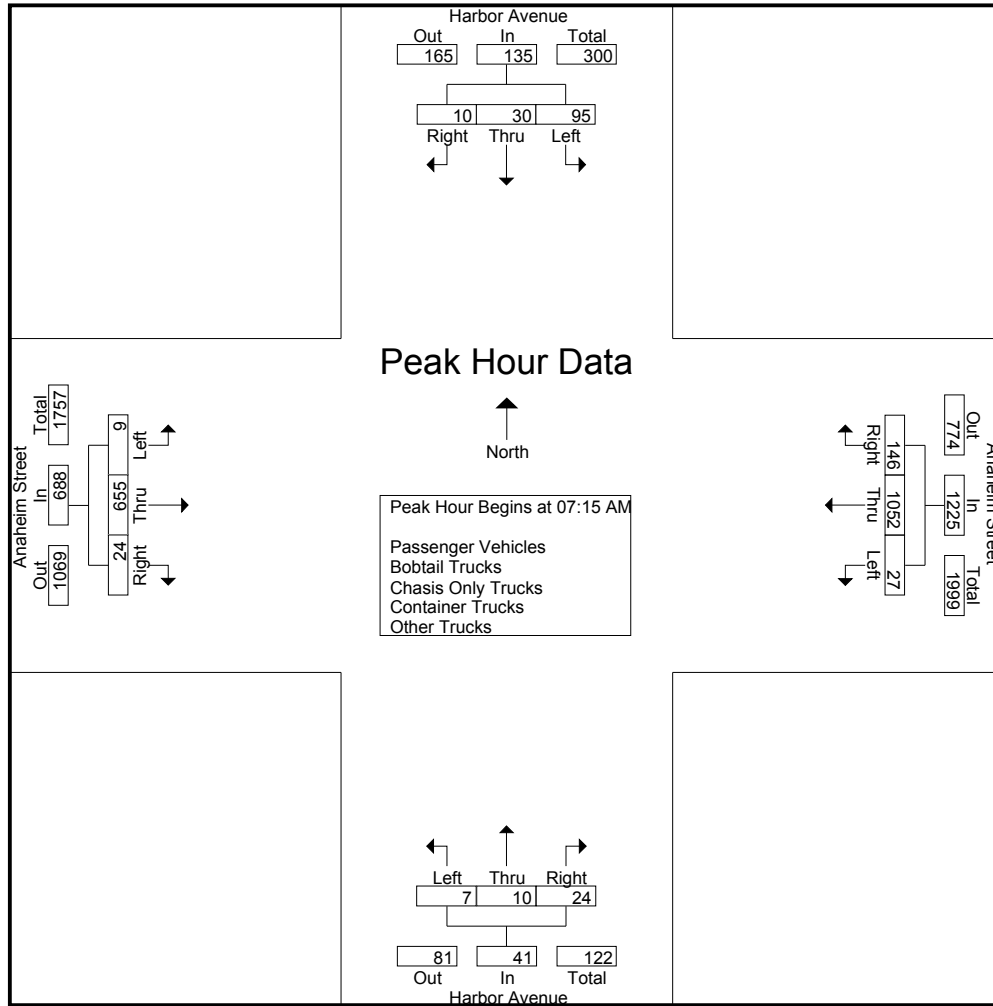 Harbor Avenue
Out In Total
165 135 300
10 30 95
Right Thru Left
Peak Hour Data
North
Peak Hour Begins at 07:15 AM
Passenger Vehicles
Bobtail Trucks
Chasis Only Trucks
Container Trucks
Other Trucks
Anaheim Street
Out In Total
1069 688 1757
Right Thru Left
24 655 9
Anaheim Street
Out In Total
774 1225 1999
Right Thru Left
146 1052 27
Left Thru Right
7 10 24
81 41 122
Out In Total
Harbor Avenue